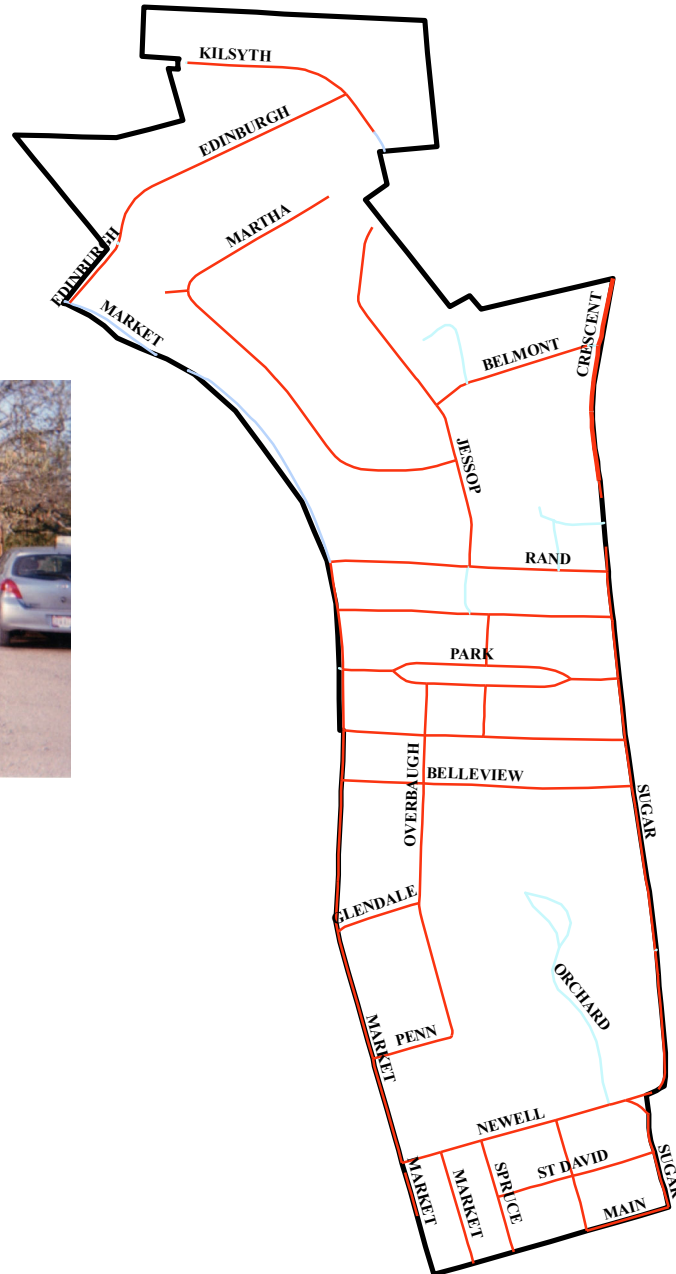 KILSYTH
EDINBURGH
MARTHA
EDINBURGH
MARKET
CRESCENT
BELMONT
JESSOP
RAND
PARK
OVERBAUGH
BELLEVIEW
SUGAR
GLENDALE
ORCHARD
MARKET
PENN
NEWELL
MARKET
MARKET
SPRUCE
ST DAVID
SUGAR
MAIN